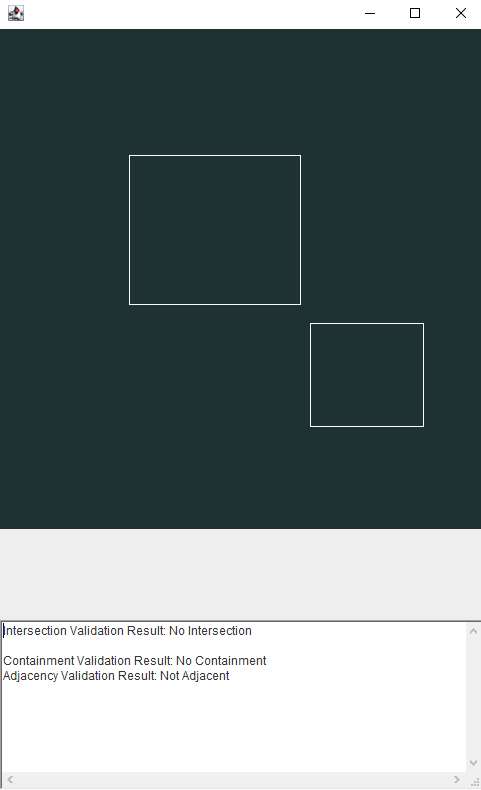 Intersection Validation Result: No Intersection
Containment Validation Result: No Containment
Adjacency Validation Result: Not Adjacent